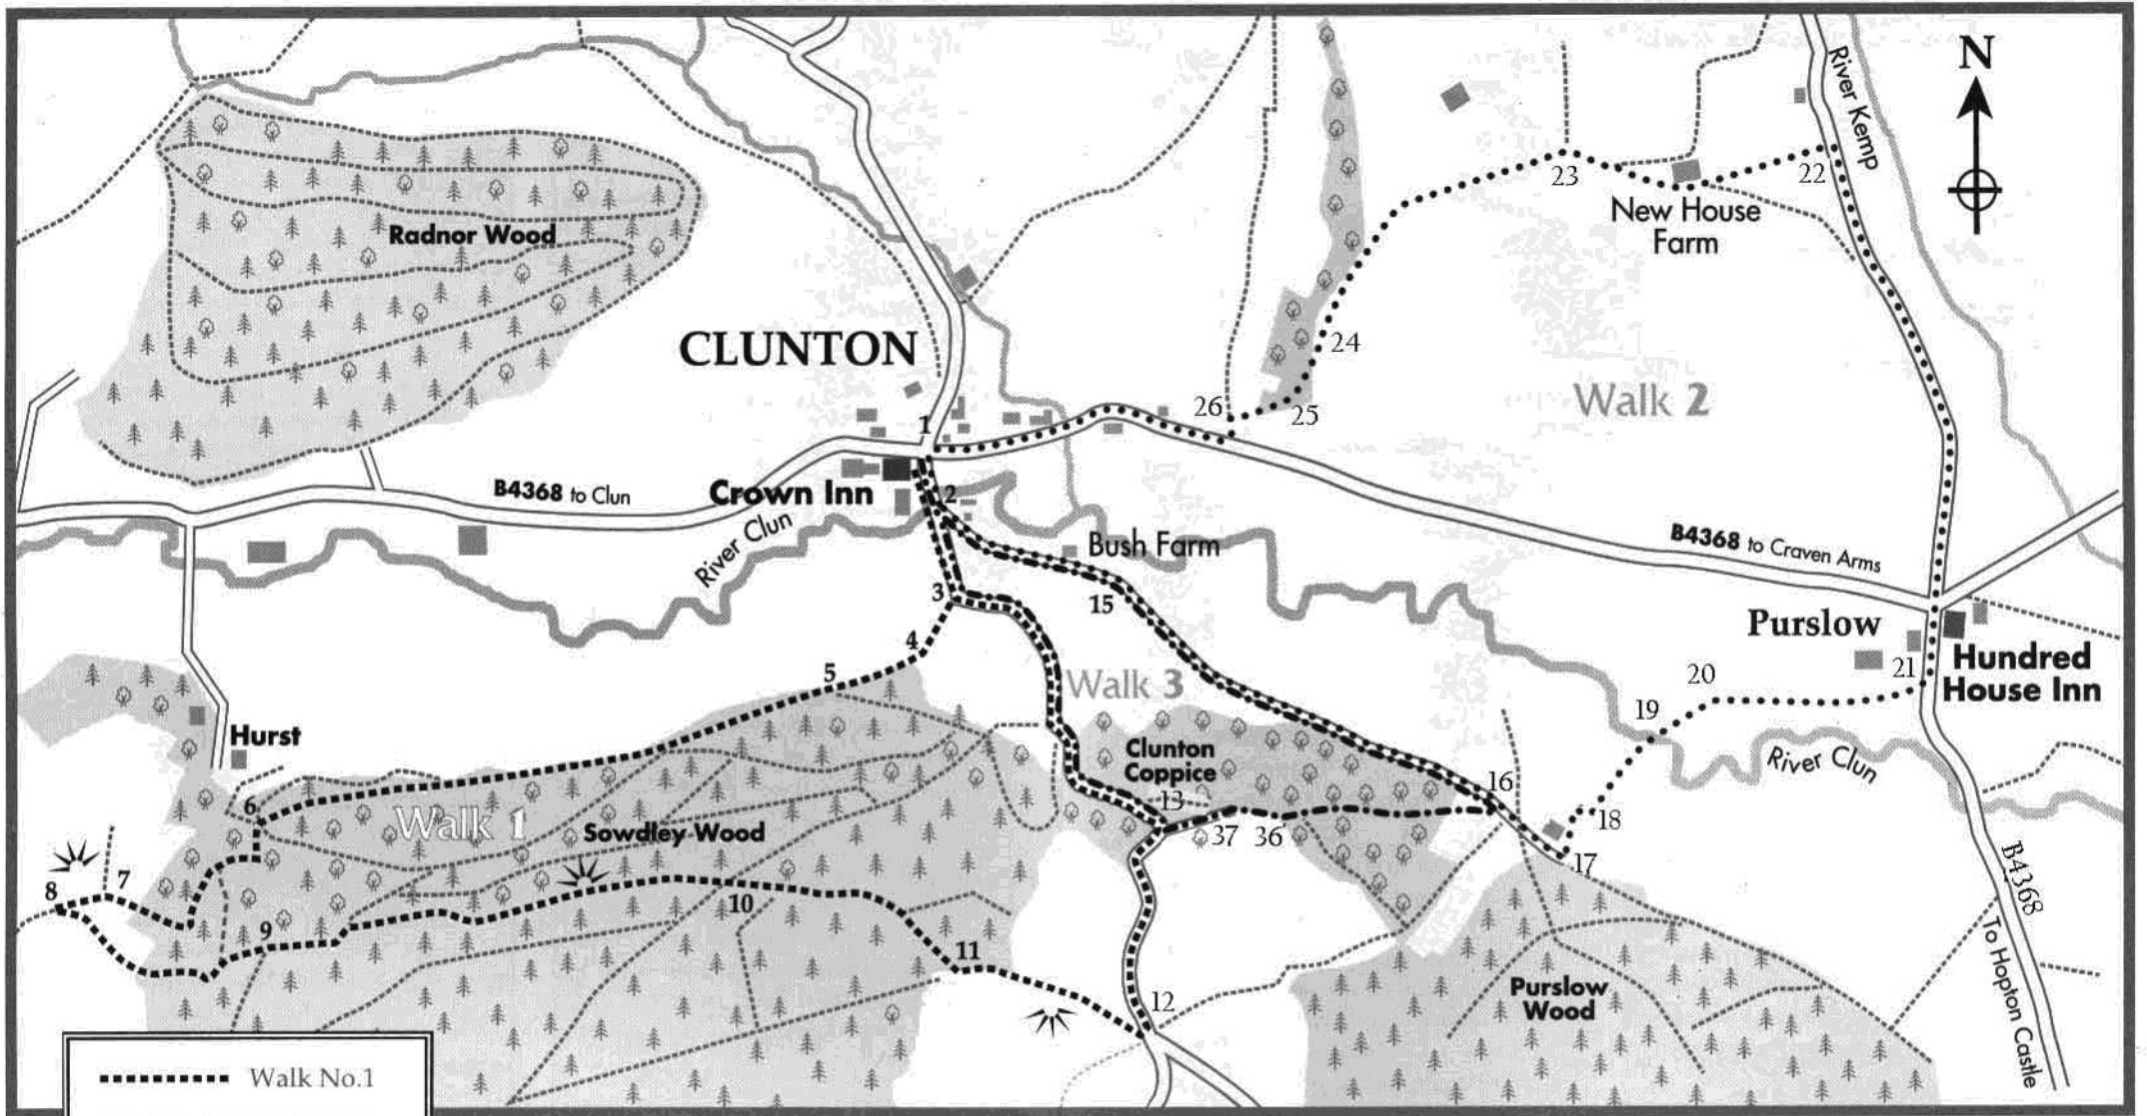 N
River Kemp
22
23
New House
Farm
Radnor Wood
CLUNTON
24
Walk 2
26
25
1
B4368 to Clun
Crown Inn
2
River Clun
Bush Farm
B4368 to Craven Arms
3
15
Purslow
4
5
Walk 3
20
21
Hundred
House Inn
19
Hurst
Clunton
Coppice
River Clun
16
6
Walk 1
13
Sowdley Wood
37
36
18
17
8
7
B4368
10
9
11
To Hopton Castle
12
Purslow
Wood
Walk No.1